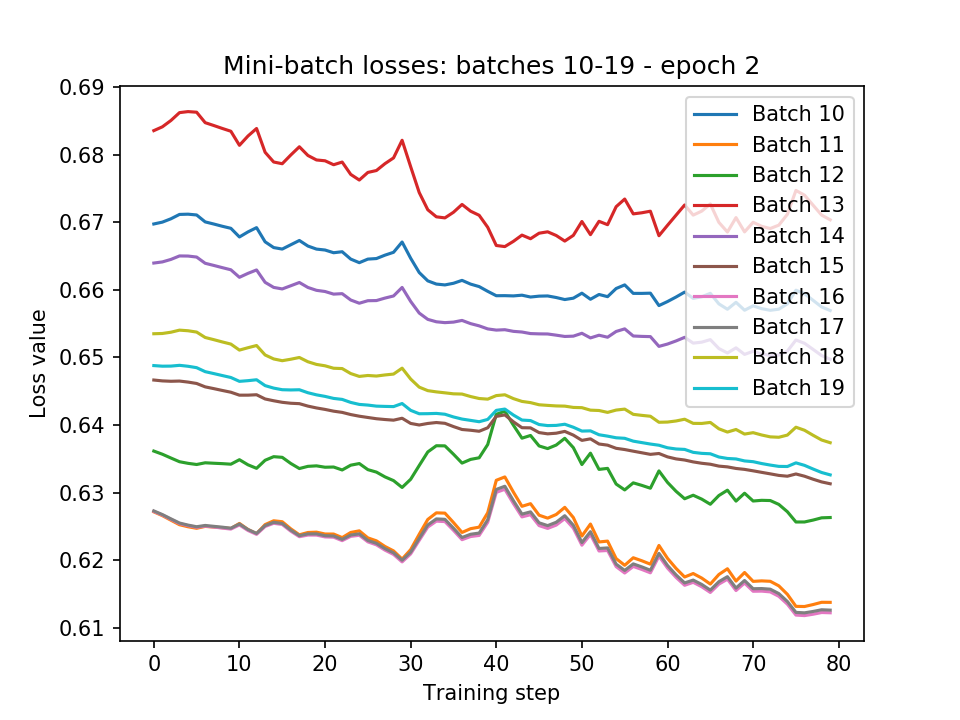 Mini-batch losses: batches 10-19 - epoch 2
0.69
0.68
0.67
0.66
0.65
0.64
0.63
0.62
0.61
Loss value
0
10
20
30
40
50
60
70
80
Training step
Batch 10
Batch 11
Batch 12
Batch 13
Batch 14
Batch 15
Batch 16
Batch 17
Batch 18
Batch 19